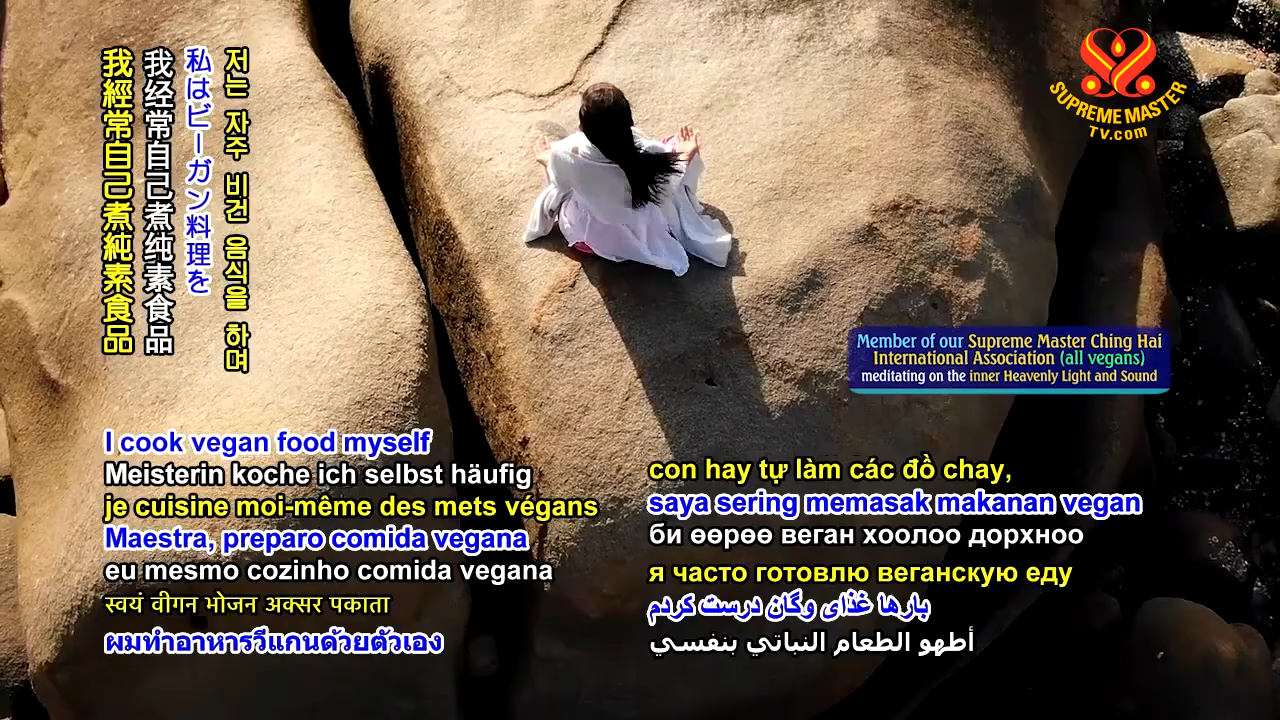 我經常自己煮純素食品
我经常自己煮纯素食品
私はビーガン料理を
저는 자주 비건 음식을 하며
SUPREME MASTER
TV.com
Member of our Supreme Master Ching Hai
International Association (all vegans)
meditating on the inner Heavenly Light and Sound
I cook vegan food myself
Meisterin koche ich selbst häufig
je cuisine moi-même des mets végans
Maestra, preparo comida vegana
eu mesmo cozinho comida vegana
स्वयं वीगन भोजन अक्सर पकाता
ผมทำอาหารวีแกนด้วยตัวเอง
con hay tự làm các đồ chay,
saya sering memasak makanan vegan
би өөрөө веган хоолоо дорхноо
я часто готовлю веганскую еду
بارها غذای وگان درست کردم
أطهو الطعام النباتي بنفسي